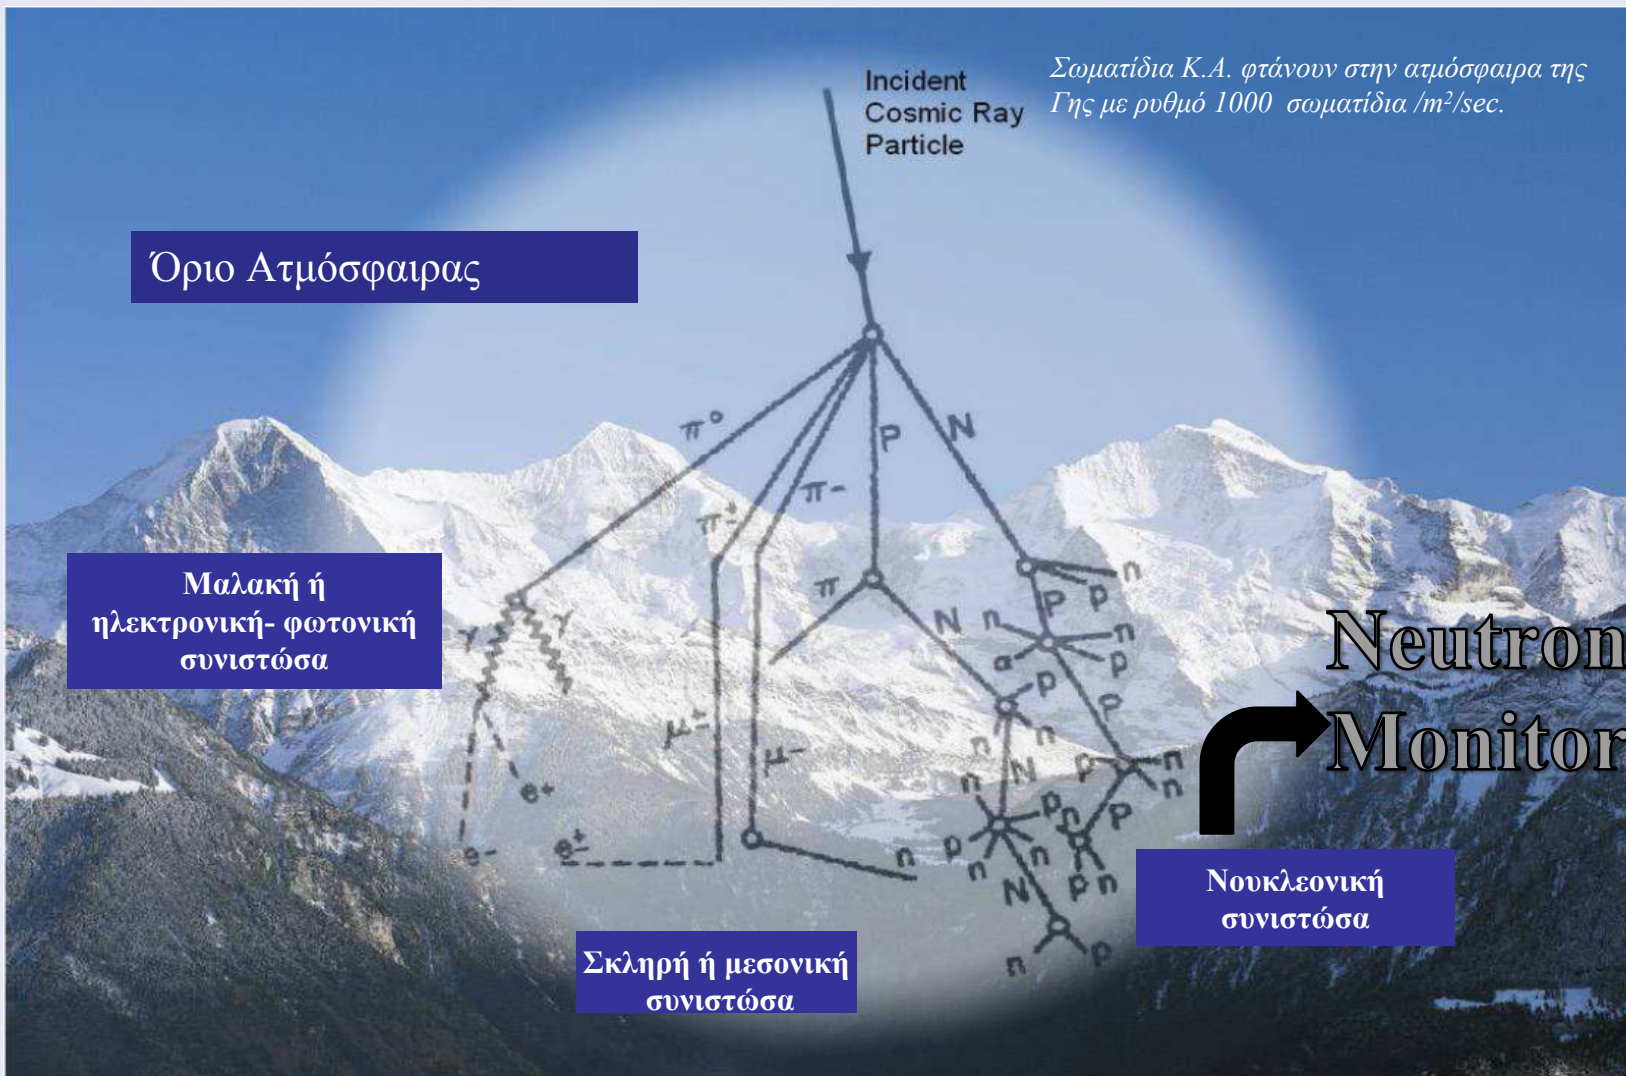 Incident
Cosmic Ray
Particle
Σωματίδια Κ.Α. φτάνουν στην ατμόσφαιρα της
Γης με ρυθμό 1000 σωματίδια /m²/sec.
Όριο Ατμόσφαιρας
π°
P
N
π-
π±
Μαλακή ή
ηλεκτρονική- φωτονική
συνιστώσα
π
n
P
p
N
n
n
α
p
γ
γ
p
P
Neutron
Monitor
μ±
μ-
n
n
N
p
n
n
e+
n
p
n
P
e-
e±
p
n
n
n
n
N
p
n
Νουκλεονική
συνιστώσα
Σκληρή ή μεσονική
συνιστώσα
n
p